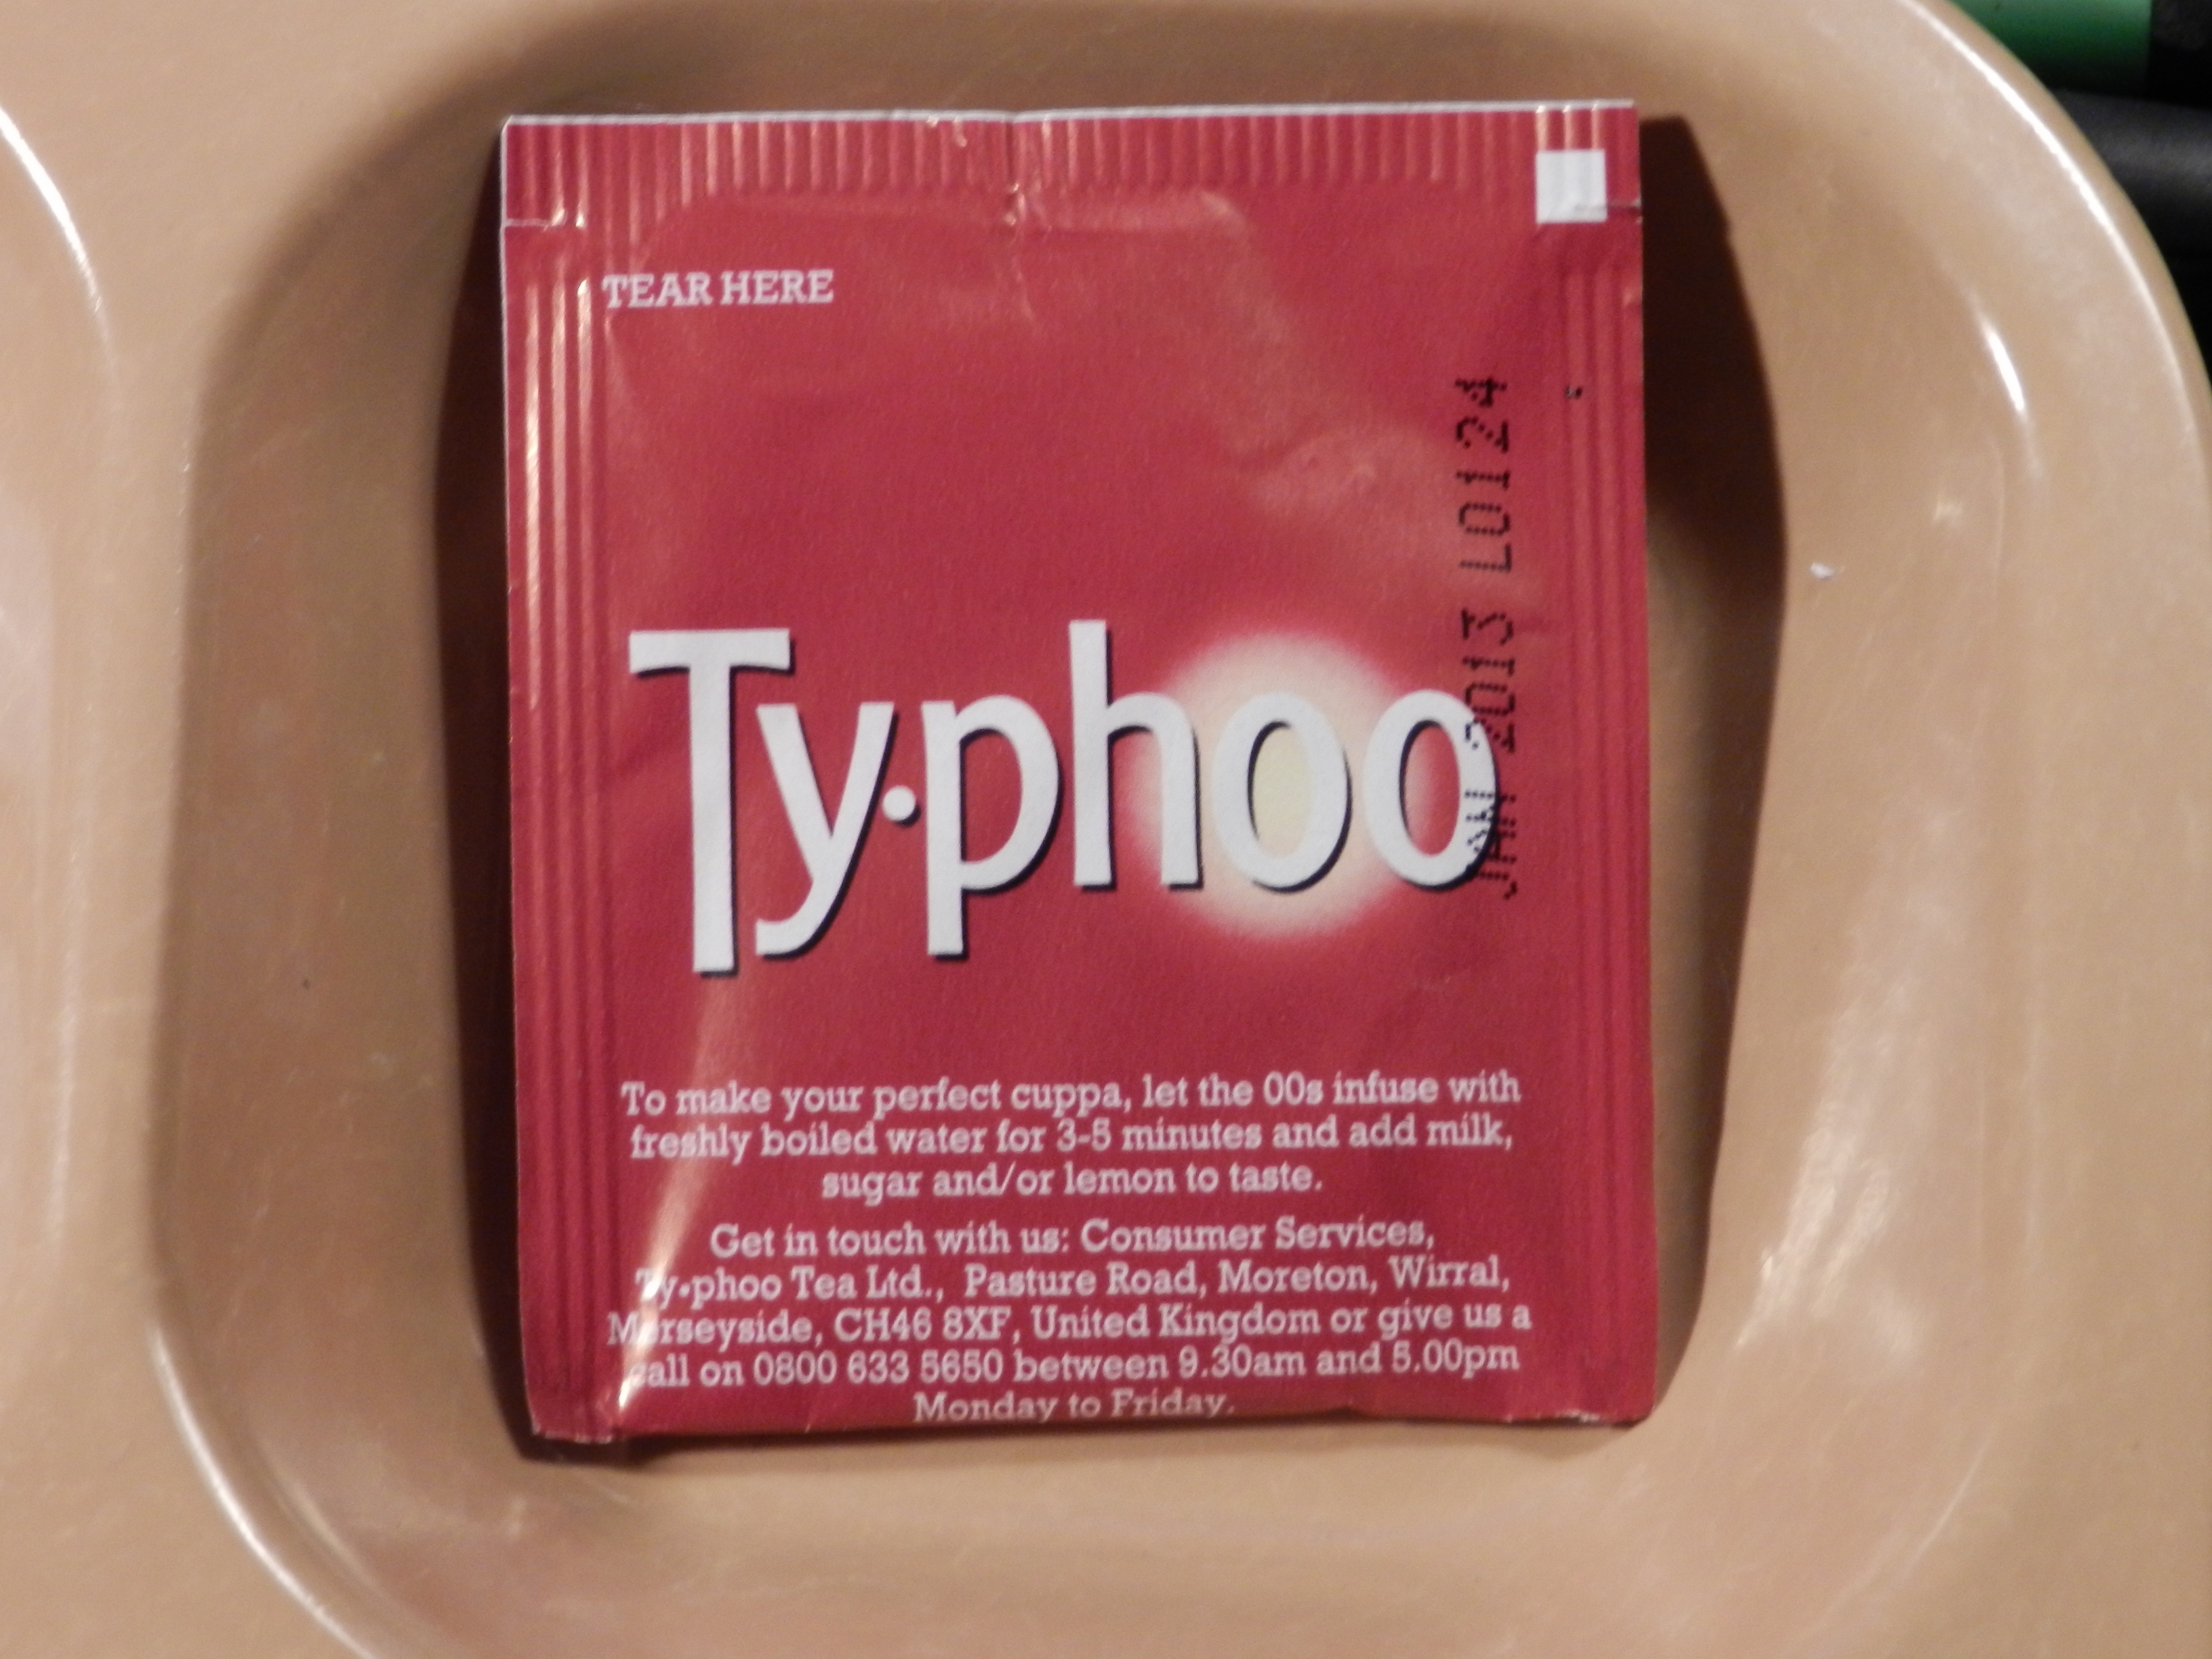 TEAR HERE
JAN 2013 L0124
Ty·phoo
To make your perfect cuppa, let the 00s infuse with
freshly boiled water for 3-5 minutes and add milk,
sugar and/or lemon to taste.
Get in touch with us: Consumer Services,
Ty·phoo Tea Ltd., Pasture Road, Moreton, Wirral,
Merseyside, CH46 8XF, United Kingdom or give us a
call on 0800 633 5650 between 9.30am and 5.00pm
Monday to Friday.